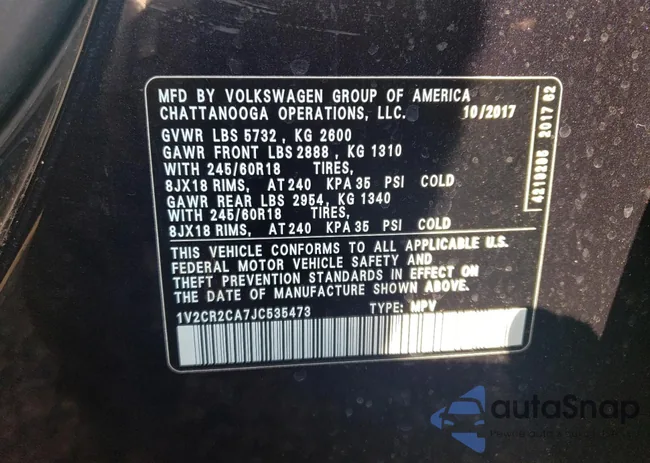 MFD BY VOLKSWAGEN GROUP OF AMERICA
CHATTANOOGA OPERATIONS, LLC. 10/2017
GVWR LBS 5732 , KG 2600
GAWR FRONT LBS 2888 , KG 1310
WITH 245/60R18 TIRES,
8JX18 RIMS, AT 240 KPA 35 PSI COLD
GAWR REAR LBS 2954, KG 1340
WITH 245/60R18 TIRES,
8JX18 RIMS, AT 240 KPA 35 PSI COLD
THIS VEHICLE CONFORMS TO ALL APPLICABLE U.S.
FEDERAL MOTOR VEHICLE SAFETY AND
THEFT PREVENTION STANDARDS IN EFFECT ON
THE DATE OF MANUFACTURE SHOWN ABOVE.
1V2CR2CA7JC535473 TYPE: MPV
4219285 2017 62
autoSnap